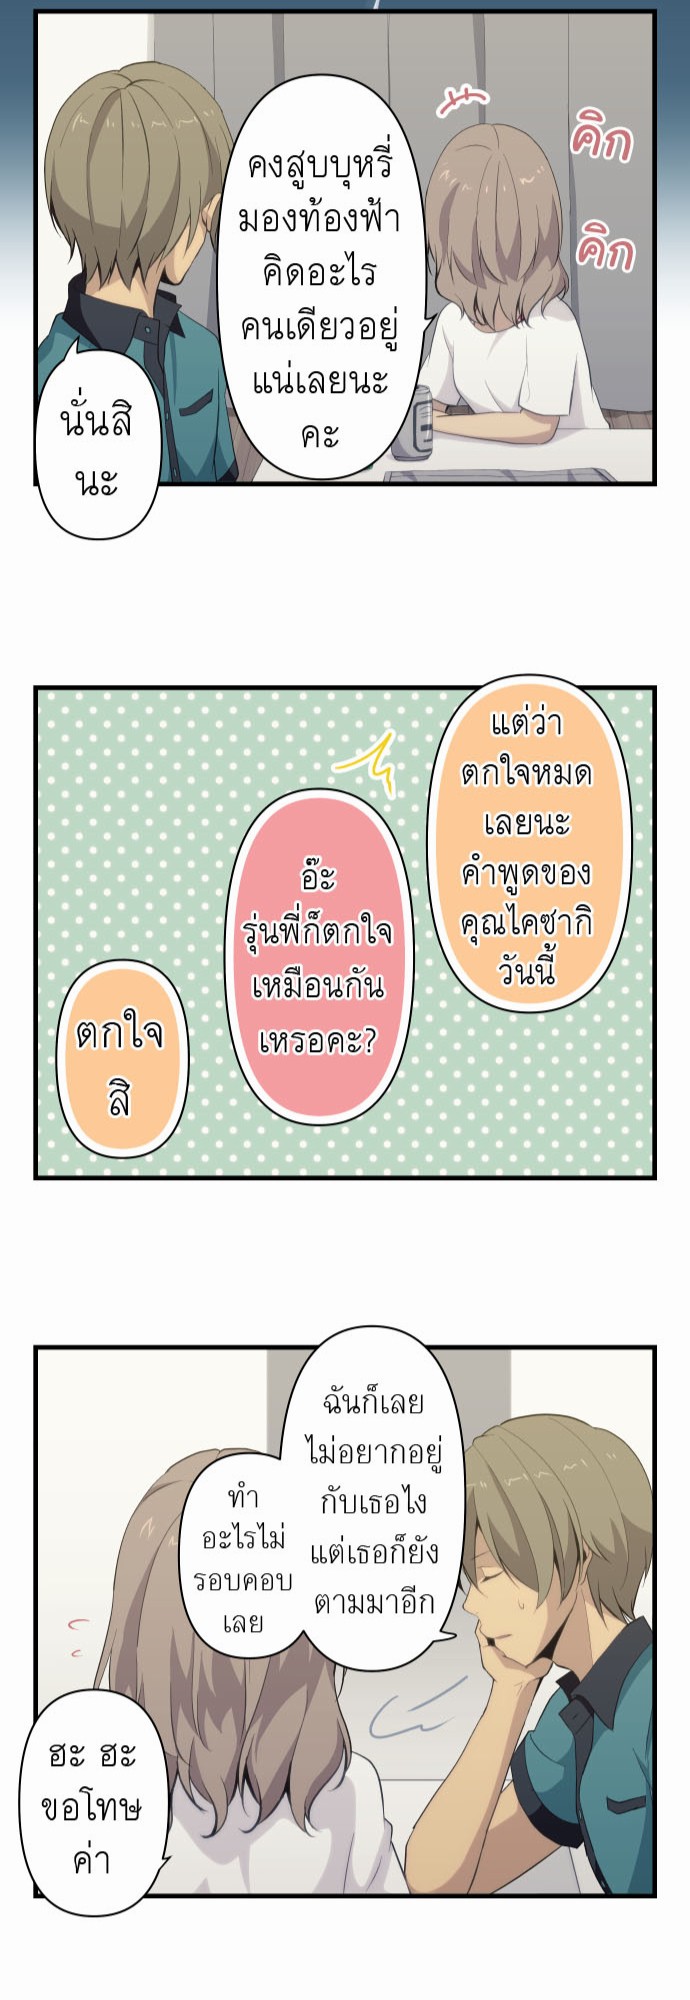 คงสูบบุหรี่
มองท้องฟ้า
คิดอะไร
คนเดียวอยู่
แน่เลยนะ
คะ
คิก
คิก
นั่นสิ
นะ
แต่ว่า
ตกใจหมด
เลยนะ
คำพูดของ
คุณไคซากิ
วันนี้
อ๊ะ
รุ่นพี่ก็ตกใจ
เหมือนกัน
เหรอคะ?
ตกใจ
สิ
ฉันก็เลย
ไม่อยากอยู่
กับเธอไง
แต่เธอก็ยัง
ตามมาอีก
ทำ
อะไรไม่
รอบคอบ
เลย
ฮะ ฮะ
ขอโทษ
ค่า